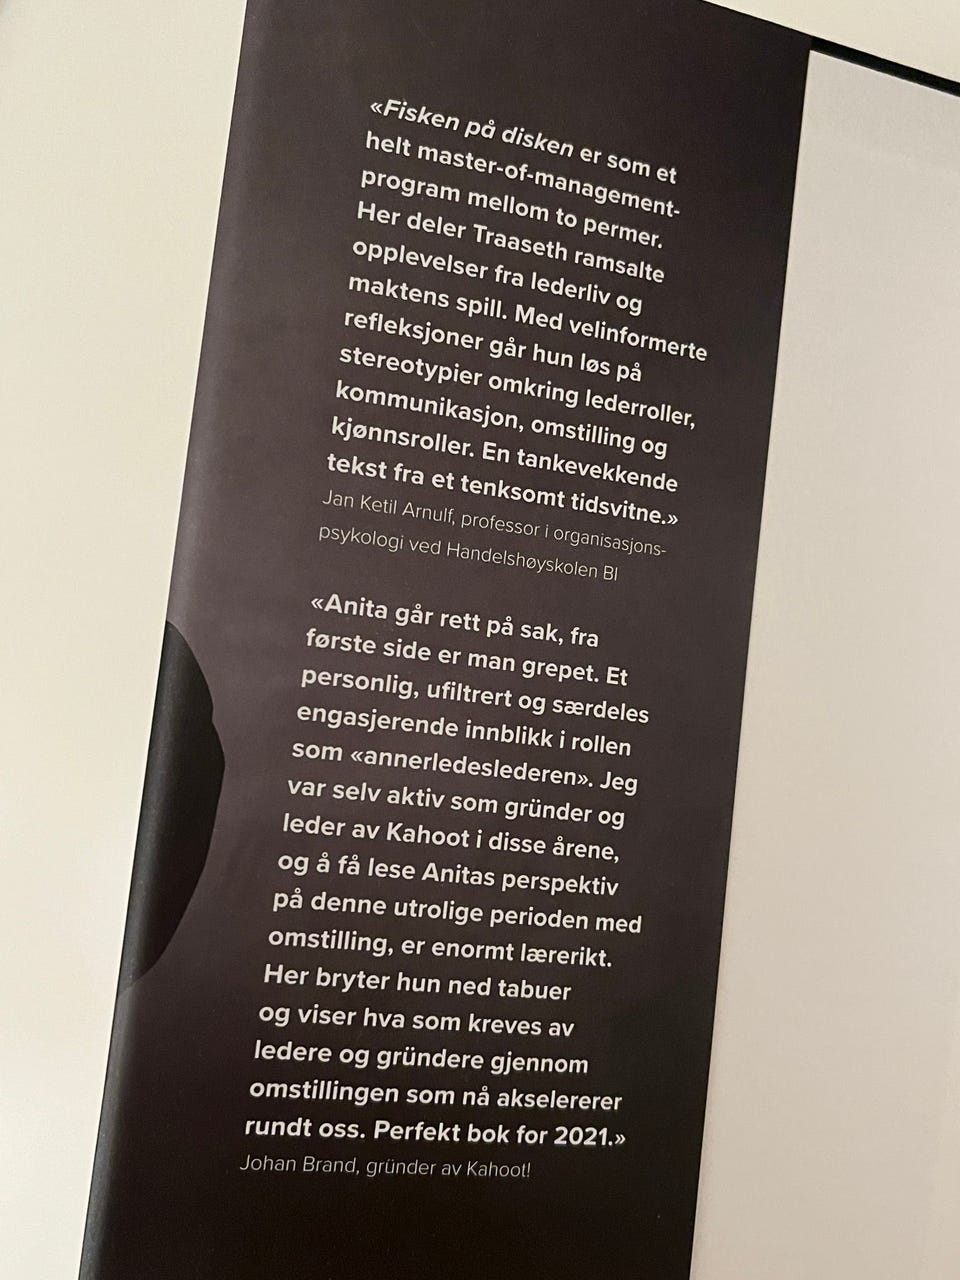 «Fisken på disken er som et
helt master-of-management-
program mellom to permer.
Her deler Traaseth ramsalte
opplevelser fra lederliv og
maktens spill. Med velinformerte
refleksjoner går hun løs på
stereotypier omkring lederroller,
kommunikasjon, omstilling og
kjønnsroller. En tankevekkende
tekst fra et tenksomt tidsvitne.»
Jan Ketil Arnulf, professor i organisasjons-
psykologi ved Handelshøyskolen BI
«Anita går rett på sak, fra
første side er man grepet. Et
personlig, ufiltrert og særdeles
engasjerende innblikk i rollen
som «annerledeslederen». Jeg
var selv aktiv som gründer og
leder av Kahoot i disse årene,
og å få lese Anitas perspektiv
på denne utrolige perioden med
omstilling, er enormt lærerikt.
Her bryter hun ned tabuer
og viser hva som kreves av
ledere og gründere gjennom
omstillingen som nå akselererer
rundt oss. Perfekt bok for 2021.»
Johan Brand, gründer av Kahoot!